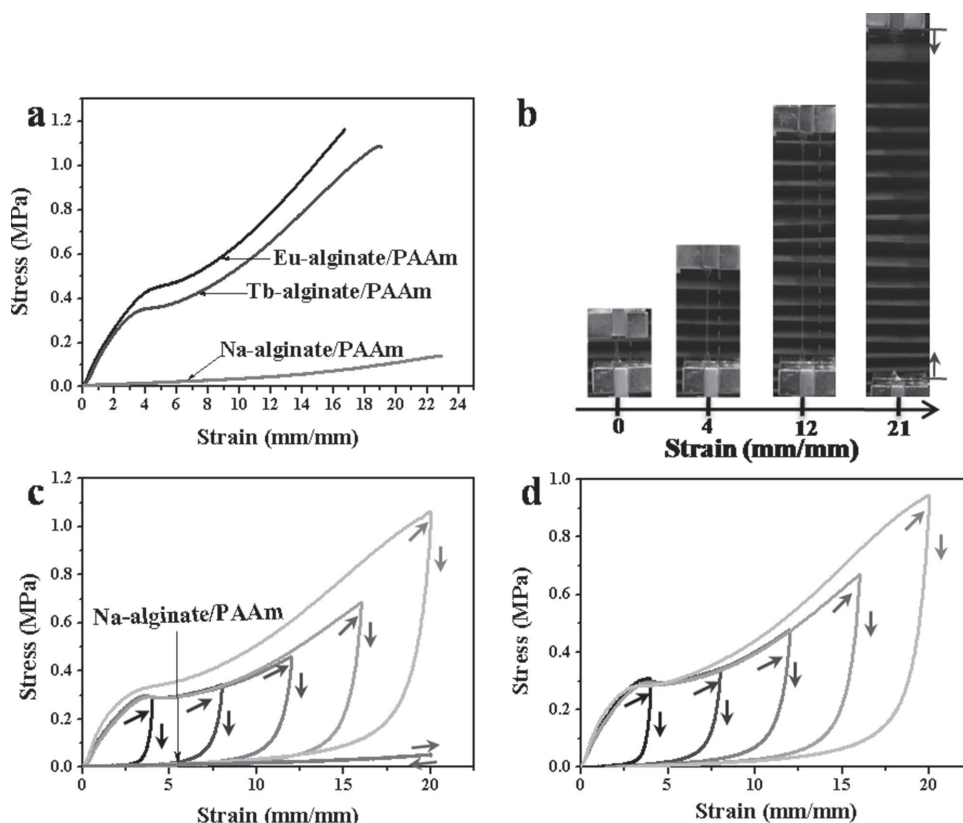 a
1.2
1.0
0.8
0.6
0.4
0.2
0.0
Stress (MPa)
Eu-alginate/PAAm
Tb-alginate/PAAm
Na-alginate/PAAm
0 2 4 6 8 10 12 14 16 18 20 22 24
Strain (mm/mm)
b
0 4 12 21
Strain (mm/mm)
c
1.2
1.0
0.8
0.6
0.4
0.2
0.0
Stress (MPa)
Na-alginate/PAAm
0 5 10 15 20
Strain (mm/mm)
d
1.0
0.8
0.6
0.4
0.2
0.0
Stress (MPa)
0 5 10 15 20
Strain (mm/mm)